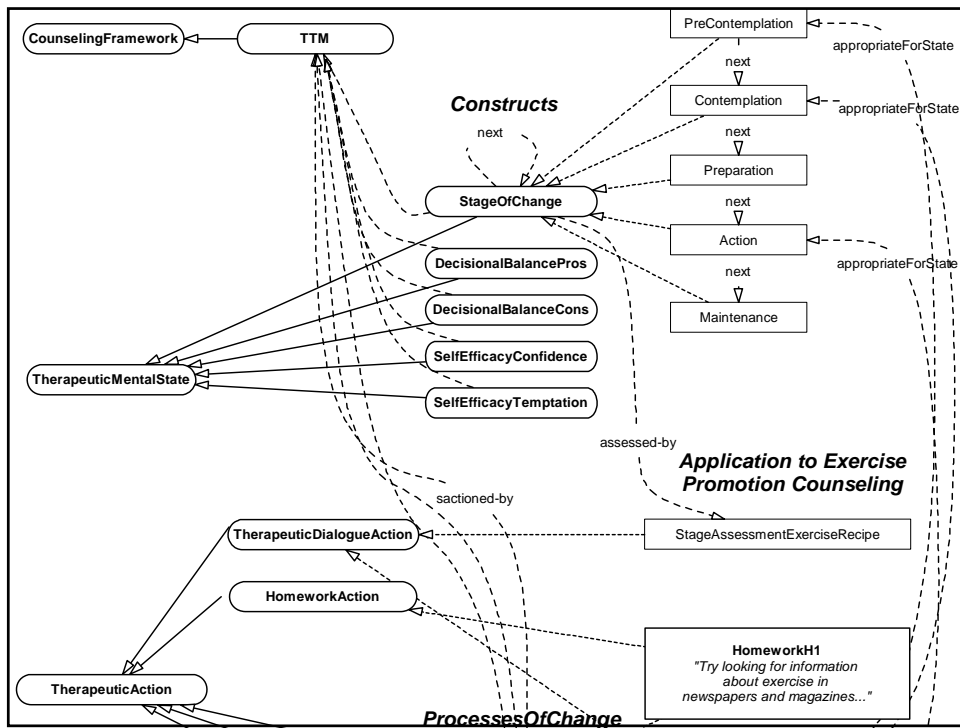 PreContemplation
CounselingFramework
TTM
appropriateForState
next
Contemplation
appropriateForState
Constructs
next
next
Preparation
next
StageOfChange
Action
DecisionalBalancePros
appropriateForState
next
DecisionalBalanceCons
Maintenance
SelfEfficacyConfidence
TherapeuticMentalState
SelfEfficacyTemptation
assessed-by
Application to Exercise
Promotion Counseling
sactioned-by
TherapeuticDialogueAction
StageAssessmentExerciseRecipe
HomeworkAction
HomeworkH1
"Try looking for information
about exercise in
newspapers and magazines..."
TherapeuticAction
ProcessesOfChange